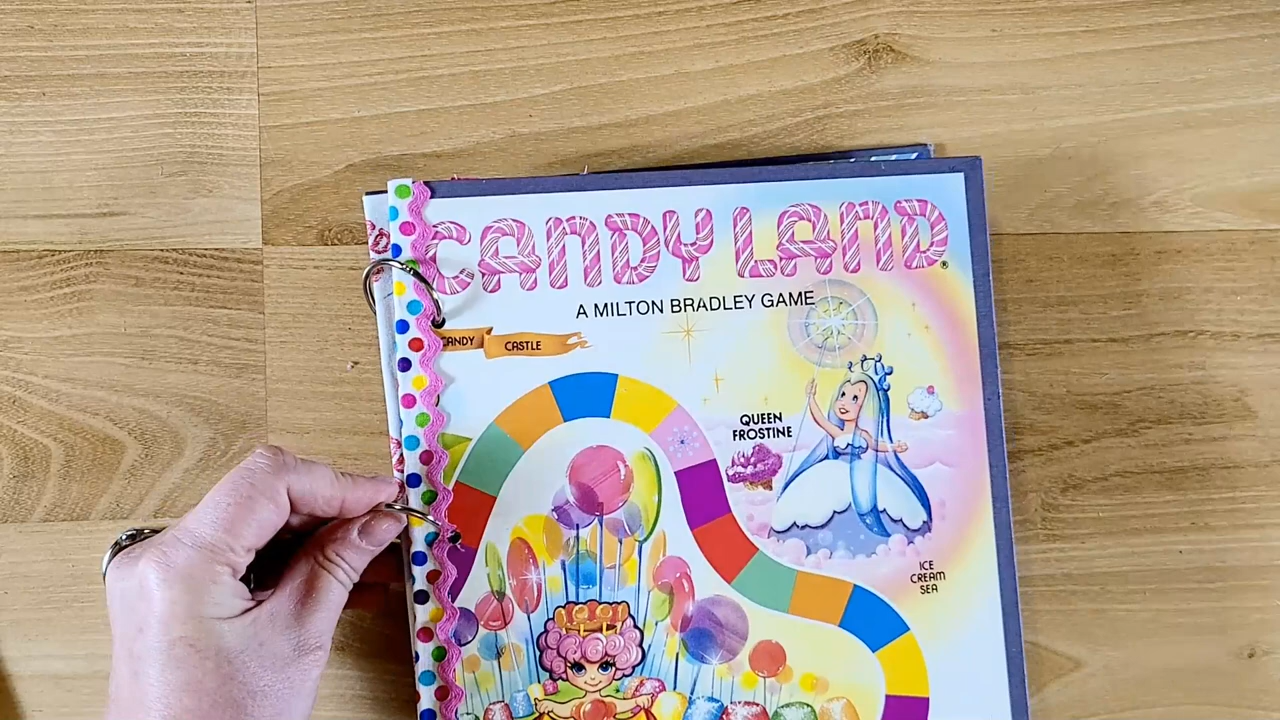 CANDY LAND®
A MILTON BRADLEY GAME
CANDY CASTLE
QUEEN
FROSTINE
ICE
CREAM
SEA